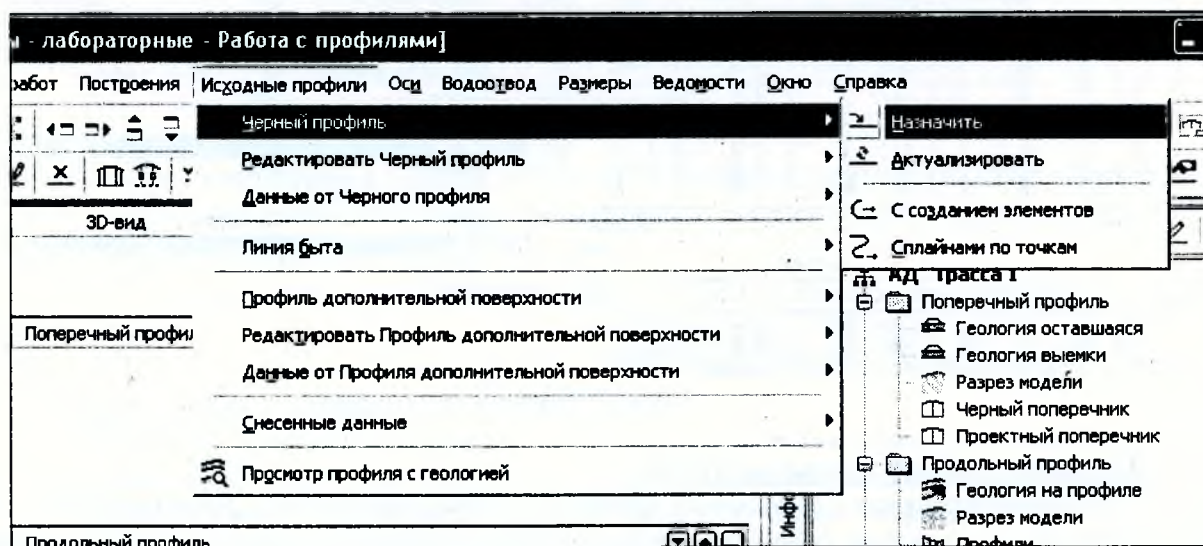 - лабораторные - Работа с профилями]
работ Построения Исходные профили Оси Водоотвод Размеры Ведомости Окно Справка
Черный профиль
Редактировать Черный профиль
Данные от Черного профиля
Линия быта
Профиль дополнительной поверхности
Редактировать Профиль дополнительной поверхности
Данные от Профиля дополнительной поверхности
Снесенные данные
Просмотр профиля с геологией
Назначить
Актуализировать
С созданием элементов
Сплайнами по точкам
3D-вид
Поперечный профил
Продольный профиль
Инфо
АД "Трасса 1"
Поперечный профиль
Геология оставшаяся
Геология выемки
Разрез модели
Черный поперечник
Проектный поперечник
Продольный профиль
Геология на профиле
Разрез модели
Профили